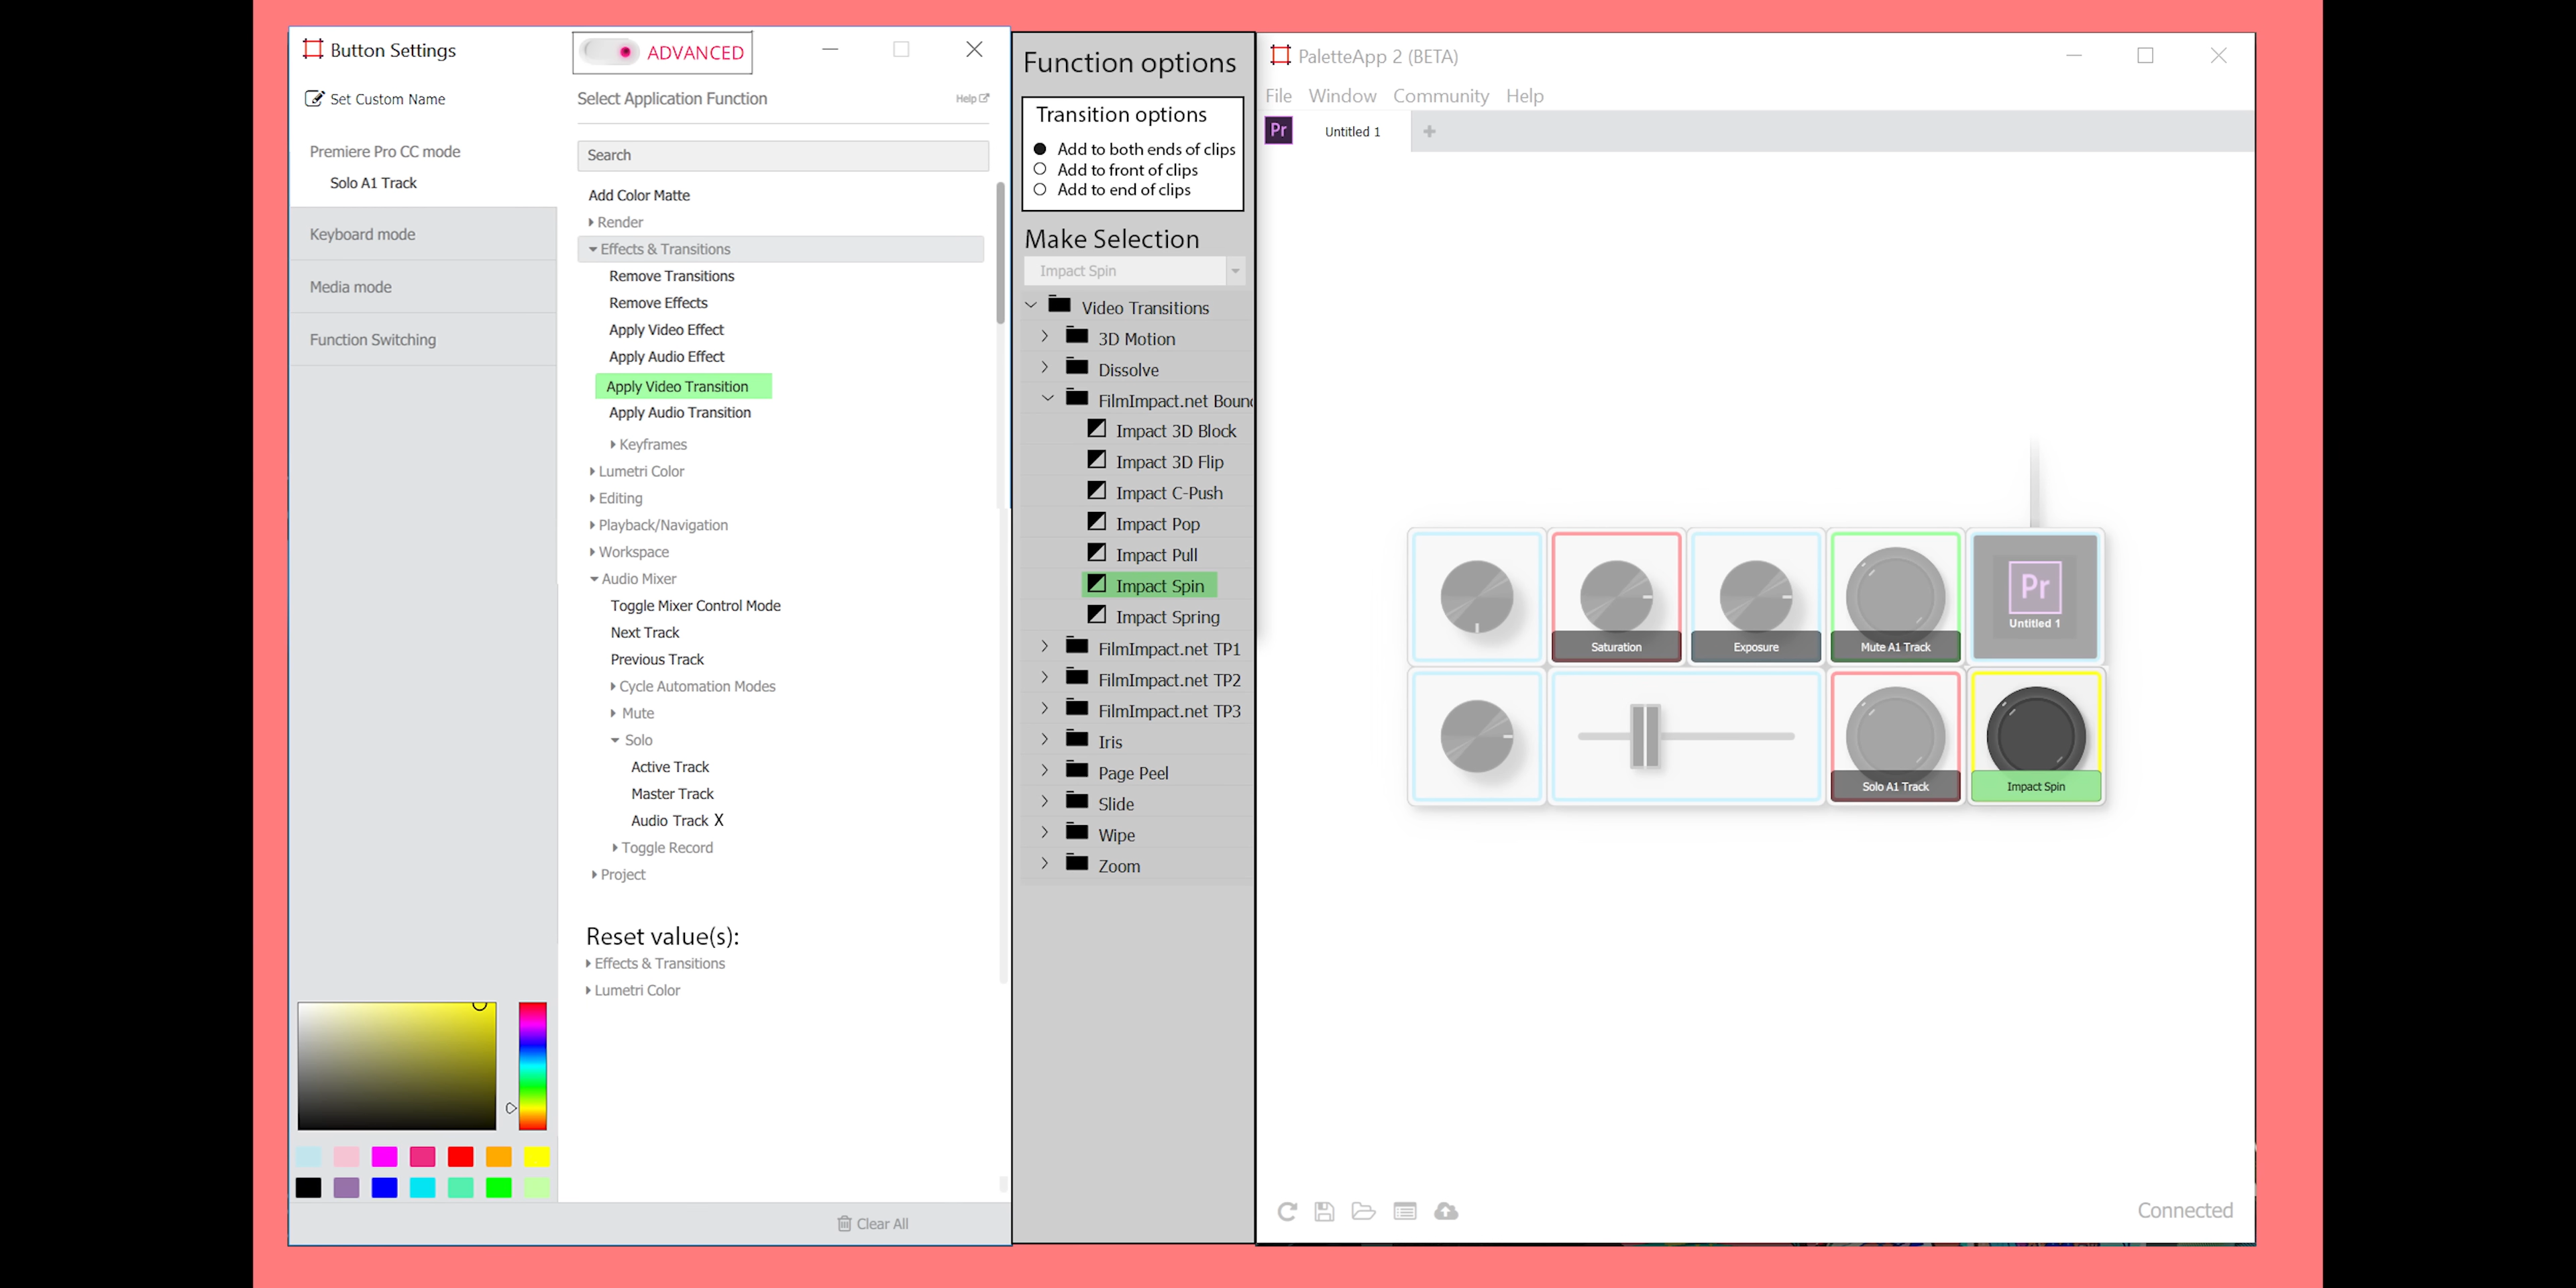 Button Settings
ADVANCED
Set Custom Name
Premiere Pro CC mode
Solo A1 Track
Keyboard mode
Media mode
Function Switching
Select Application Function
Help
Search
Add Color Matte
Render
Effects & Transitions
Remove Transitions
Remove Effects
Apply Video Effect
Apply Audio Effect
Apply Video Transition
Apply Audio Transition
Keyframes
Lumetri Color
Editing
Playback/Navigation
Workspace
Audio Mixer
Toggle Mixer Control Mode
Next Track
Previous Track
Cycle Automation Modes
Mute
Solo
Active Track
Master Track
Audio Track X
Toggle Record
Project
Reset value(s):
Effects & Transitions
Lumetri Color
Clear All
Function options
Transition options
Add to both ends of clips
Add to front of clips
Add to end of clips
Make Selection
Impact Spin
Video Transitions
3D Motion
Dissolve
FilmImpact.net Boun
Impact 3D Block
Impact 3D Flip
Impact C-Push
Impact Pop
Impact Pull
Impact Spin
Impact Spring
FilmImpact.net TP1
FilmImpact.net TP2
FilmImpact.net TP3
Iris
Page Peel
Slide
Wipe
Zoom
PaletteApp 2 (BETA)
File Window Community Help
Pr Untitled 1 +
Saturation
Exposure
Mute A1 Track
Pr
Untitled 1
Solo A1 Track
Impact Spin
Connected